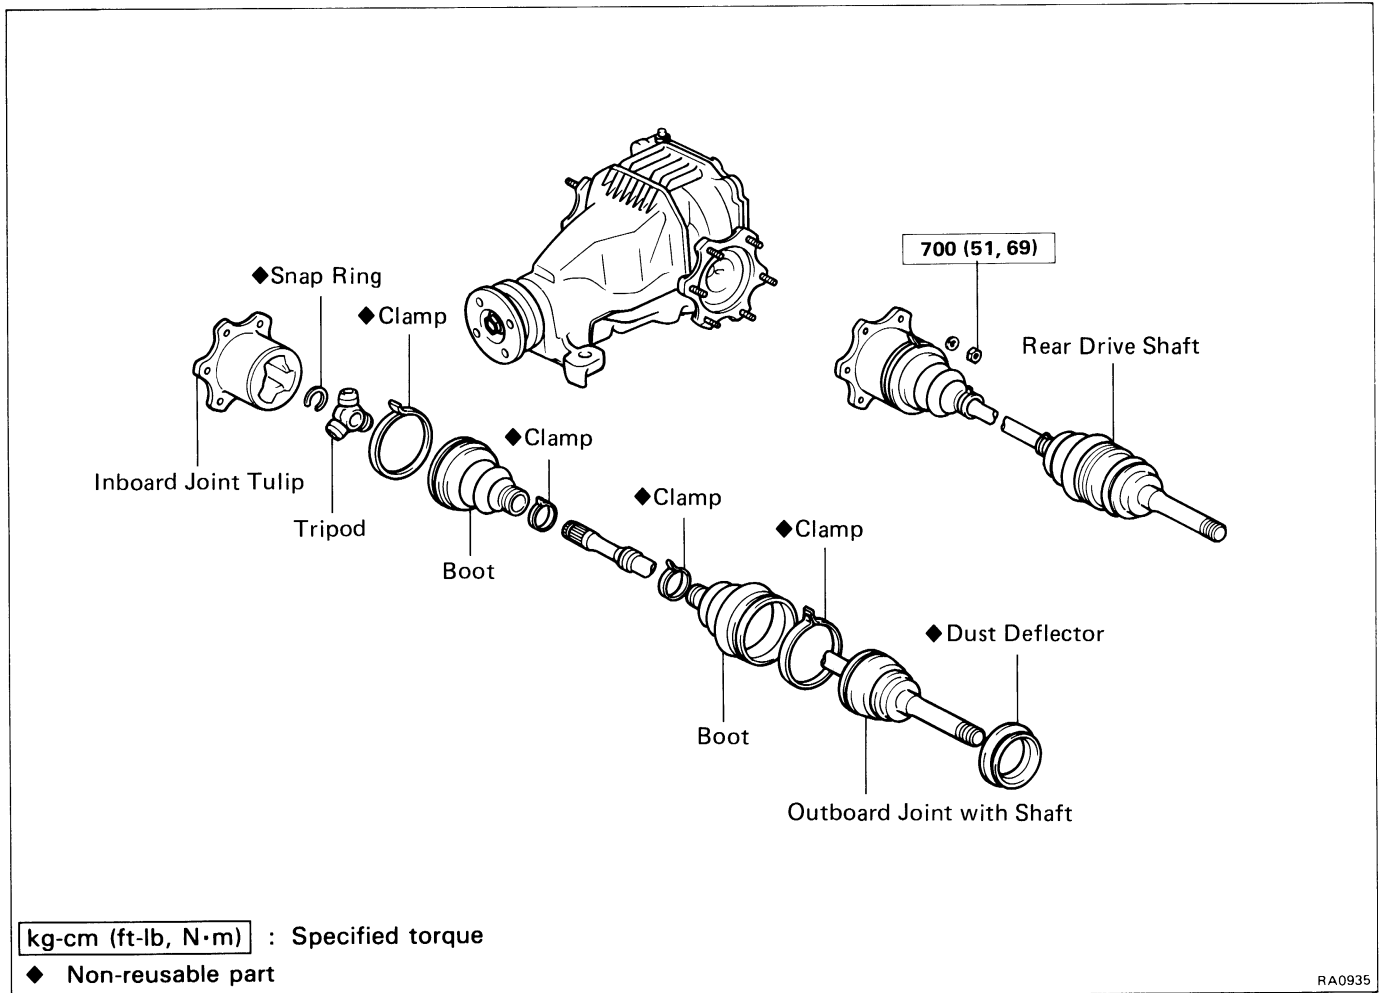 700 (51, 69)
◆Snap Ring
◆Clamp
Rear Drive Shaft
◆Clamp
Inboard Joint Tulip
◆Clamp
Tripod
◆Clamp
Boot
◆Dust Deflector
Boot
Outboard Joint with Shaft
kg-cm (ft-lb, N·m) : Specified torque
◆ Non-reusable part
RA0935